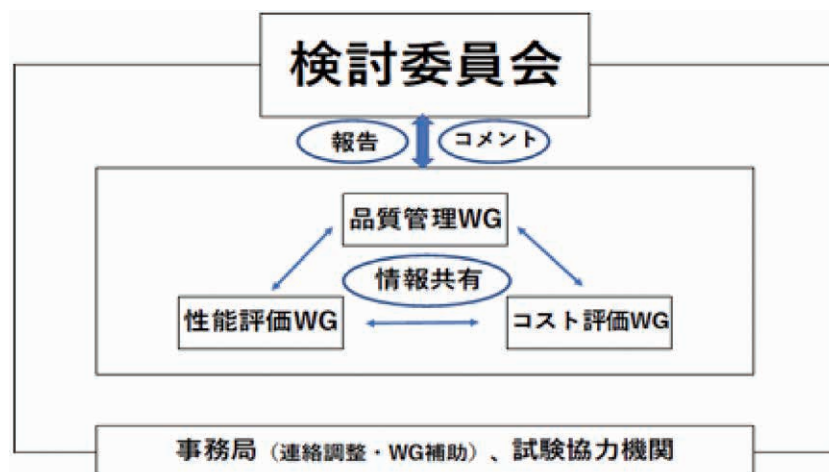 検討委員会
報告
コメント
品質管理WG
情報共有
性能評価WG
コスト評価WG
事務局（連絡調整・WG補助）、試験協力機関